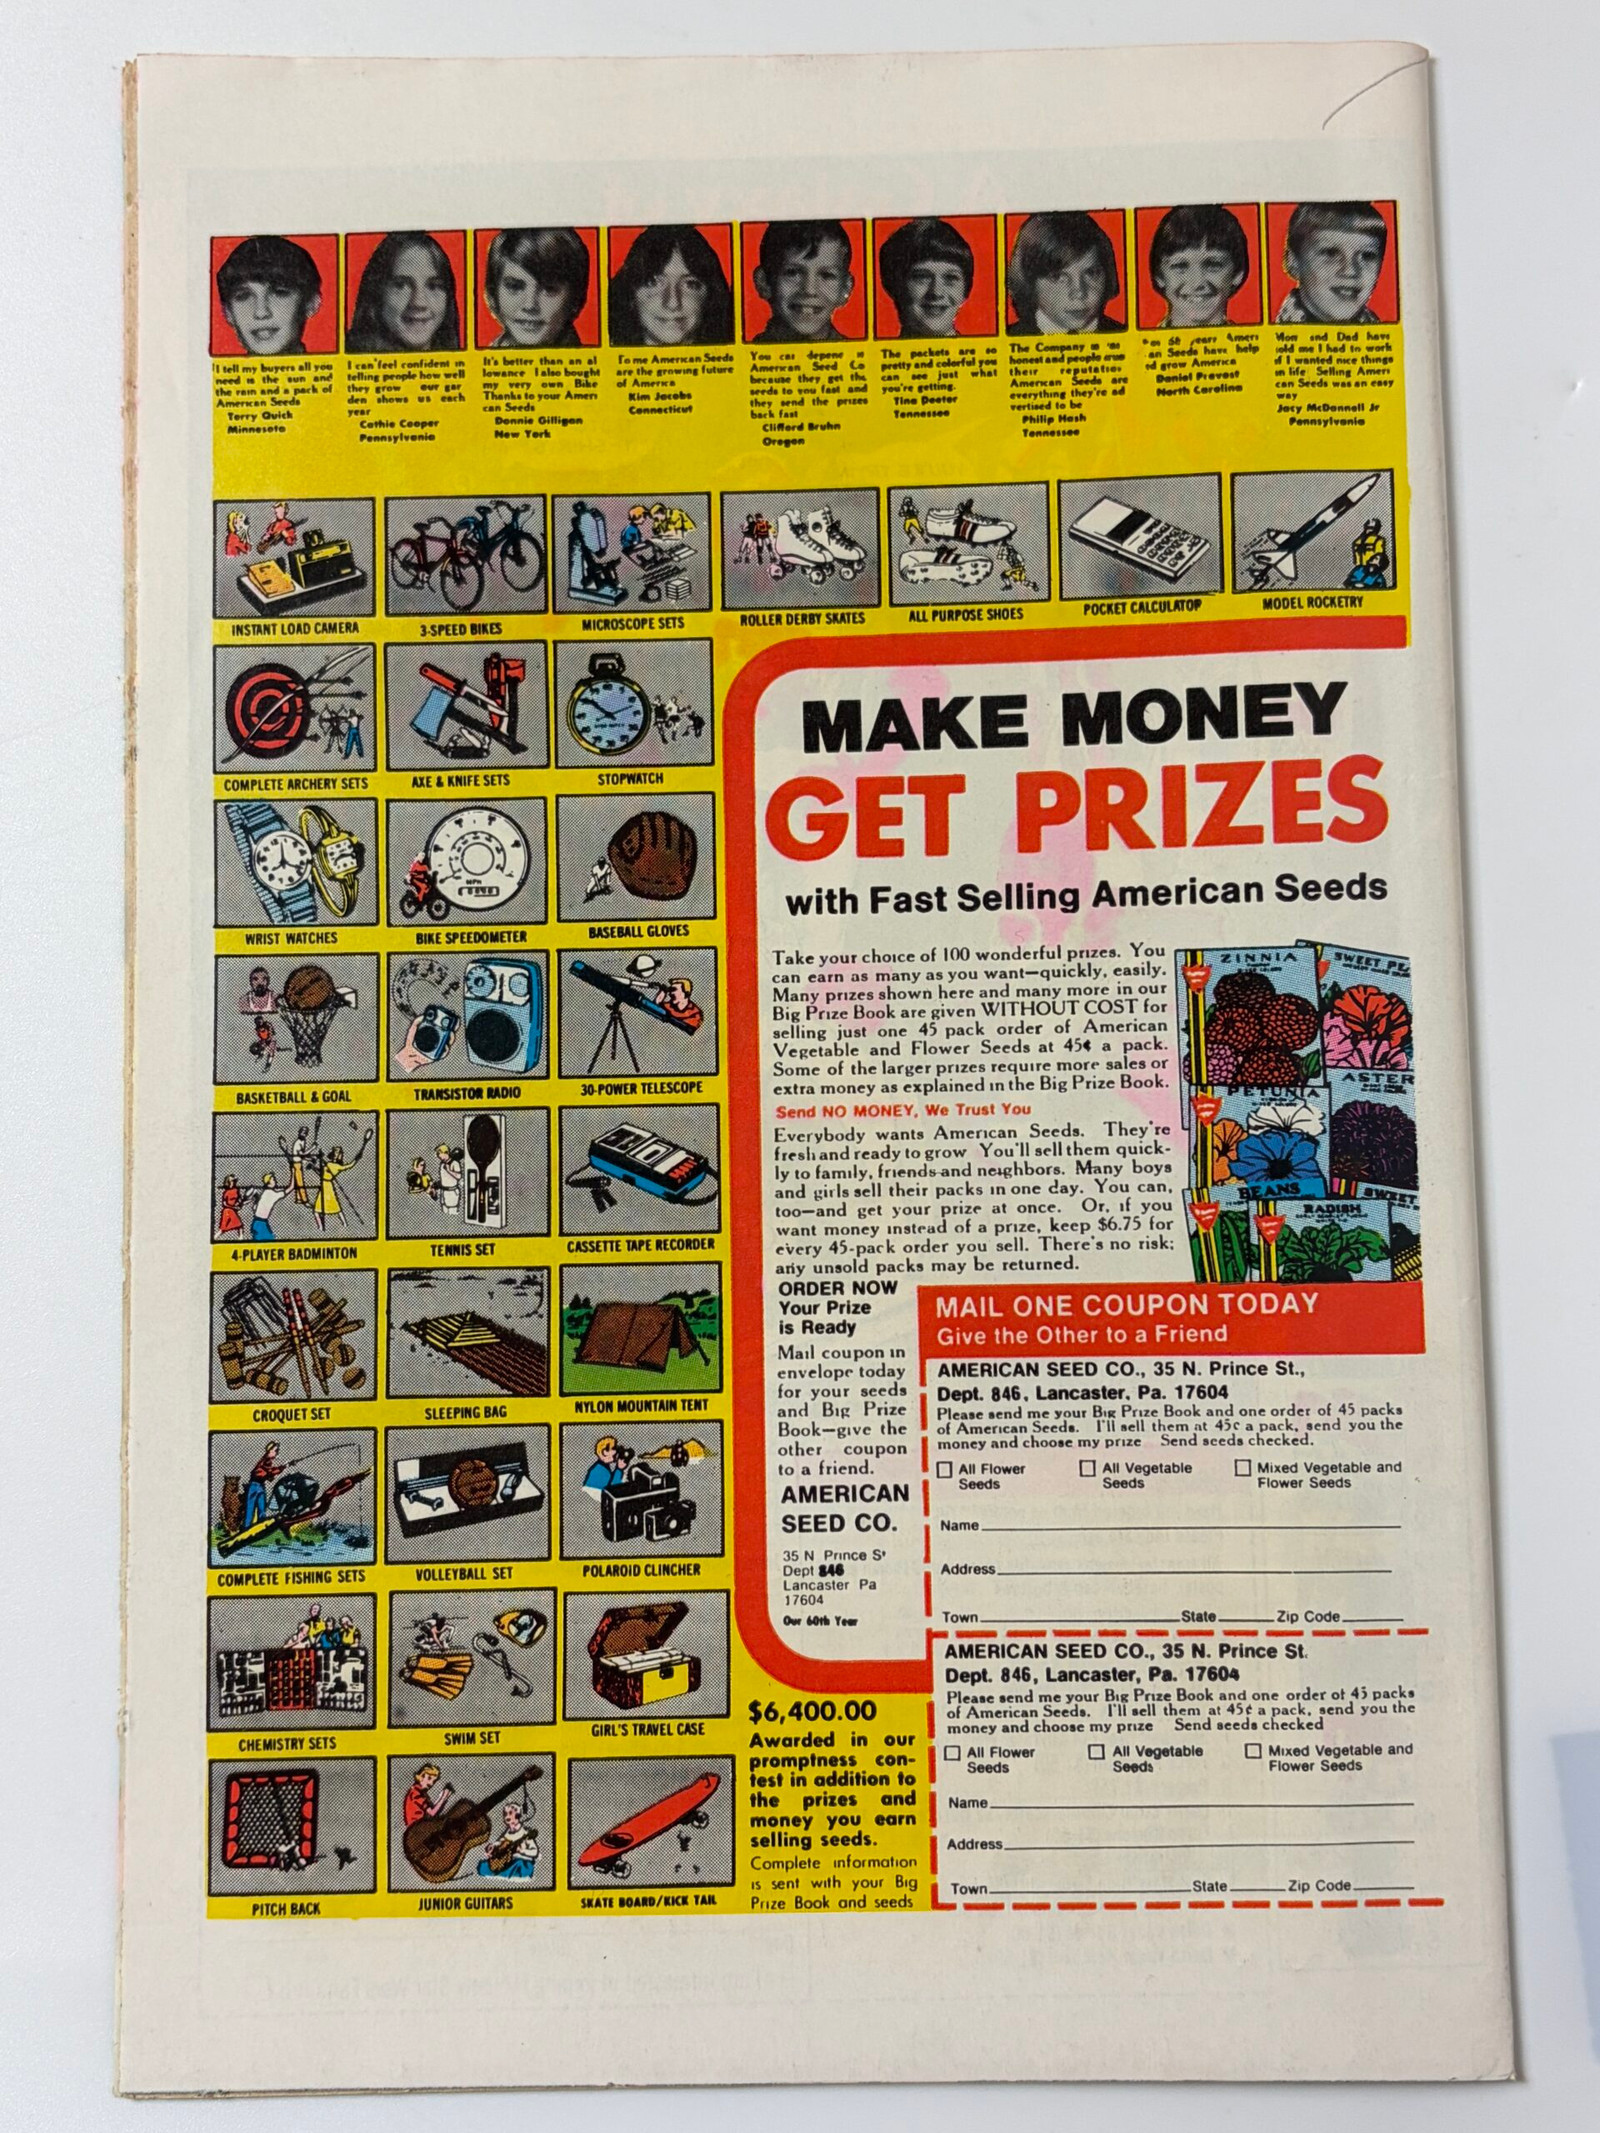 I tell my buyers all you
need is the sun and
the rain and a pack of
American Seeds
Terry Quick
Minnesota
I can feel confident in
telling people how well
they grow our gar
den shows us each
year
Cathie Cooper
Pennsylvania
It's better than an al
lowance I also bought
my very own Bike
Thanks to your Ameri
can Seeds
Donnie Gilligan
New York
To me American Seeds
are the growing future
of America
Kim Jacobs
Connecticut
You can depend
American Seed Co
because they get the
seeds to you fast and
they send the prizes
back fast
Clifford Bruhn
Oregon
The packets are so
pretty and colorful you
can see just what
you're getting.
Tina Deeter
Tennessee
The Company is
honest and people
their reputation
American Seeds are
everything they're ad
vertised to be
Philip Hash
Tennessee
years Ameri
can Seeds have help
ed grow America
Daniel Prevost
North Carolina
Mom and Dad have
told me I had to work
if I wanted nice things
in life Selling Ameri
can Seeds was an easy
way
Jacy McDannell Jr
Pennsylvania
INSTANT LOAD CAMERA
3-SPEED BIKES
MICROSCOPE SETS
ROLLER DERBY SKATES
ALL PURPOSE SHOES
POCKET CALCULATOR
MODEL ROCKETRY
COMPLETE ARCHERY SETS
AXE & KNIFE SETS
STOPWATCH
WRIST WATCHES
MPH
BIKE SPEEDOMETER
BASEBALL GLOVES
BASKETBALL & GOAL
TRANSISTOR RADIO
30-POWER TELESCOPE
4-PLAYER BADMINTON
TENNIS SET
CASSETTE TAPE RECORDER
CROQUET SET
SLEEPING BAG
NYLON MOUNTAIN TENT
COMPLETE FISHING SETS
VOLLEYBALL SET
POLAROID CLINCHER
CHEMISTRY SETS
SWIM SET
GIRL'S TRAVEL CASE
PITCH BACK
JUNIOR GUITARS
SKATE BOARD/KICK TAIL
MAKE MONEY
GET PRIZES
with Fast Selling American Seeds
Take your choice of 100 wonderful prizes. You
can earn as many as you want—quickly, easily.
Many prizes shown here and many more in our
Big Prize Book are given WITHOUT COST for
selling just one 45 pack order of American
Vegetable and Flower Seeds at 45¢ a pack.
Some of the larger prizes require more sales or
extra money as explained in the Big Prize Book.
Send NO MONEY, We Trust You
Everybody wants American Seeds. They're
fresh and ready to grow You'll sell them quick-
ly to family, friends and neighbors. Many boys
and girls sell their packs in one day. You can,
too—and get your prize at once. Or, if you
want money instead of a prize, keep $6.75 for
every 45-pack order you sell. There's no risk;
any unsold packs may be returned.
ZINNIA
SWEET PE
PETUNIA
ASTER
BEANS
RADISH
SWEET
ORDER NOW
Your Prize
is Ready
Mail coupon in
envelope today
for your seeds
and Big Prize
Book—give the
other coupon
to a friend.
AMERICAN
SEED CO.
35 N Prince St
Dept 846
Lancaster Pa
17604
Our 60th Year
MAIL ONE COUPON TODAY
Give the Other to a Friend
AMERICAN SEED CO., 35 N. Prince St.,
Dept. 846, Lancaster, Pa. 17604
Please send me your Big Prize Book and one order of 45 packs
of American Seeds. I'll sell them at 45c a pack, send you the
money and choose my prize Send seeds checked.
All Flower Seeds
All Vegetable Seeds
Mixed Vegetable and Flower Seeds
Name
Address
Town State Zip Code
AMERICAN SEED CO., 35 N. Prince St.
Dept. 846, Lancaster, Pa. 17604
Please send me your Big Prize Book and one order of 45 packs
of American Seeds. I'll sell them at 45¢ a pack, send you the
money and choose my prize Send seeds checked
All Flower Seeds
All Vegetable Seeds
Mixed Vegetable and Flower Seeds
Name
Address
Town State Zip Code
$6,400.00
Awarded in our
promptness con-
test in addition to
the prizes and
money you earn
selling seeds.
Complete information
is sent with your Big
Prize Book and seeds